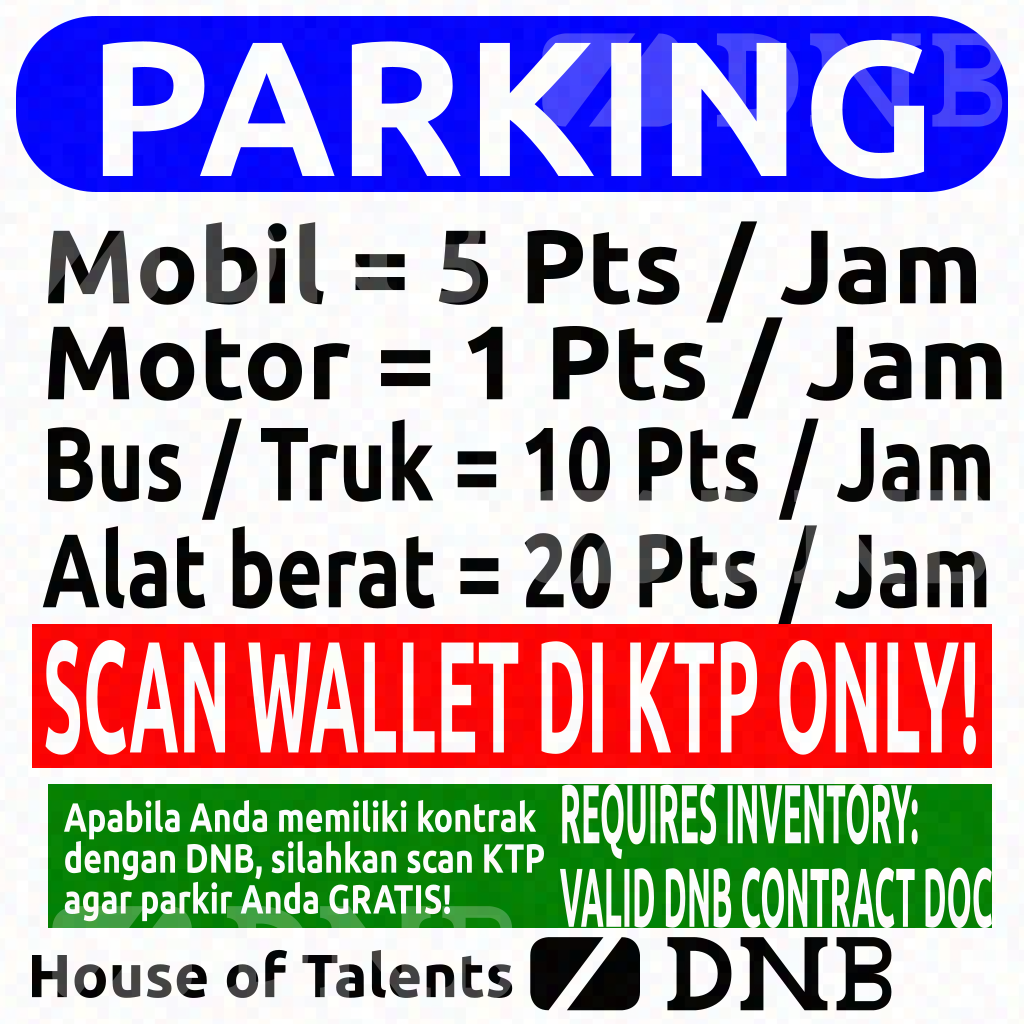 PARKING
Mobil = 5 Pts / Jam
Motor = 1 Pts / Jam
Bus / Truk = 10 Pts / Jam
Alat berat = 20 Pts / Jam
SCAN WALLET DI KTP ONLY!
Apabila Anda memiliki kontrak
dengan DNB, silahkan scan KTP
agar parkir Anda GRATIS!
REQUIRES INVENTORY:
VALID DNB CONTRACT DOC
House of Talents DNB